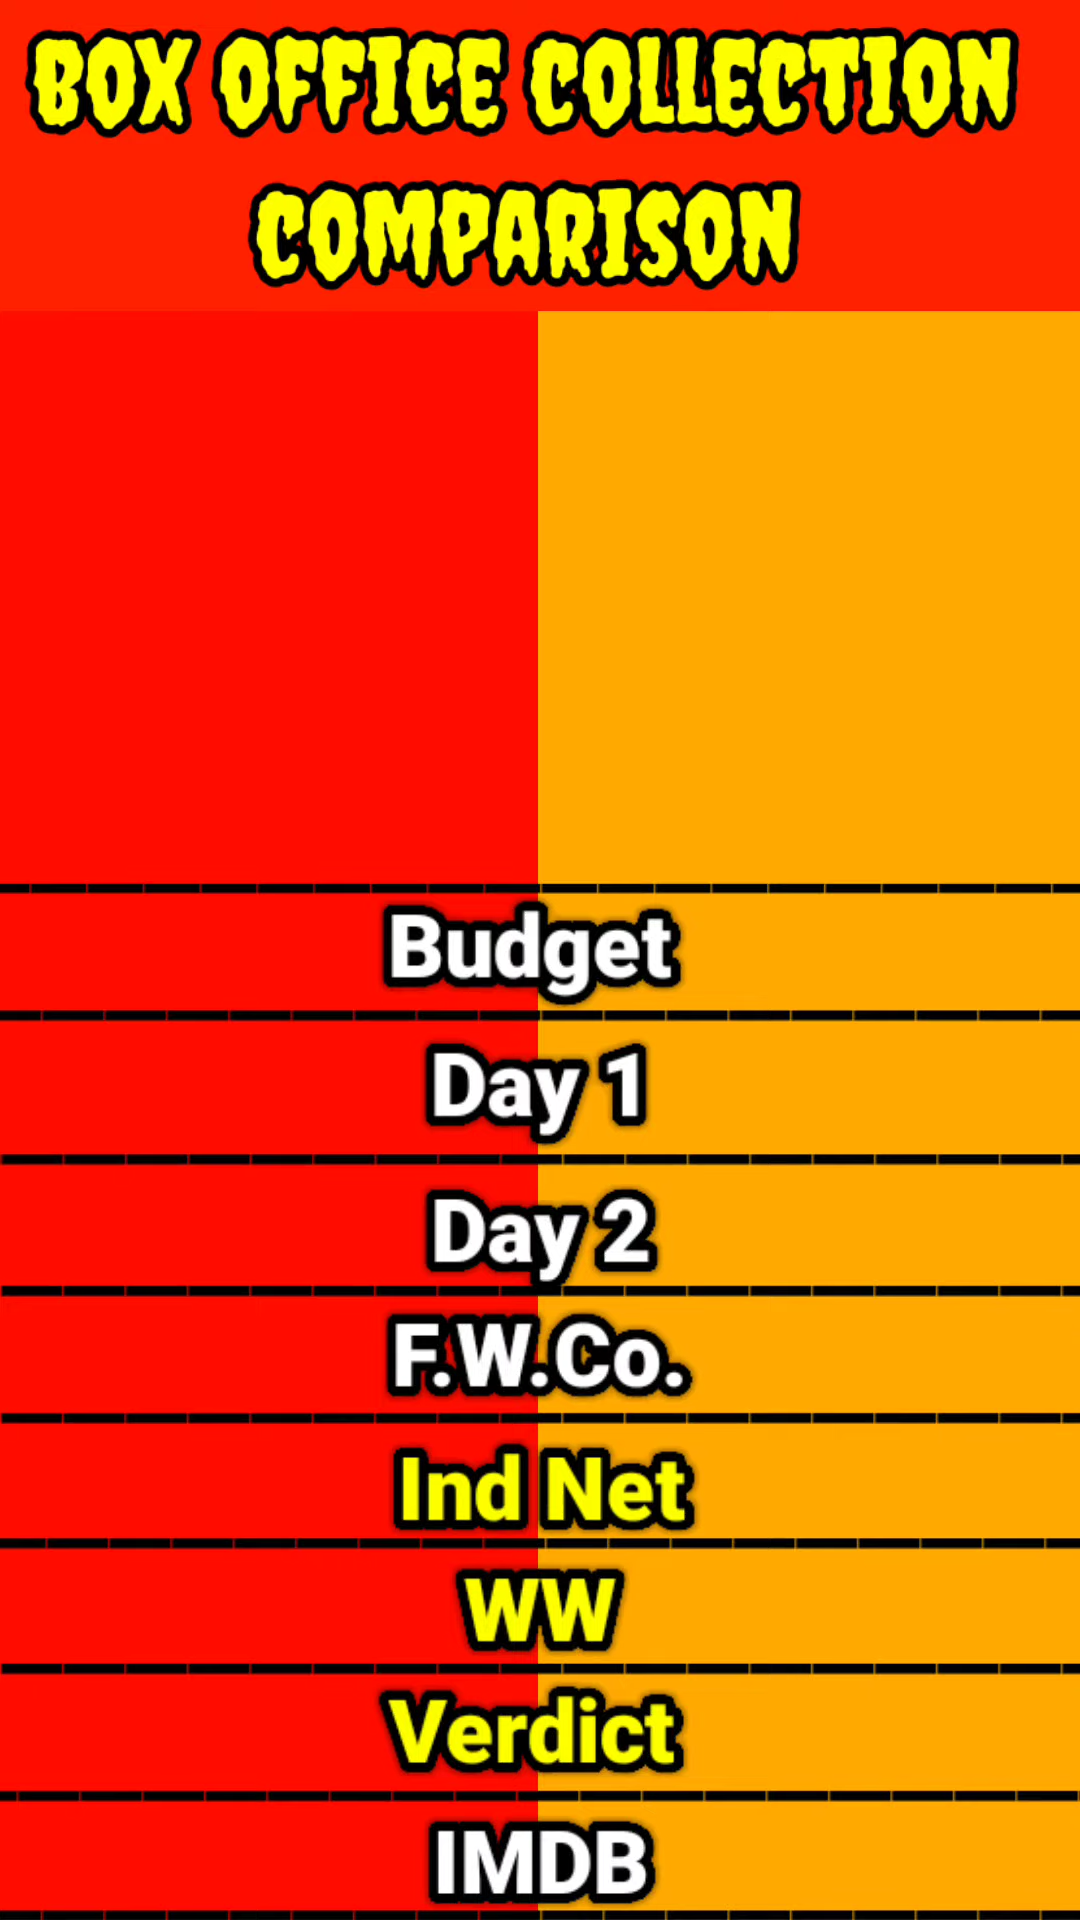 BOX OFFICE COLLECTION
COMPARISON
Budget
Day 1
Day 2
F.W.Co.
Ind Net
WW
Verdict
IMDB